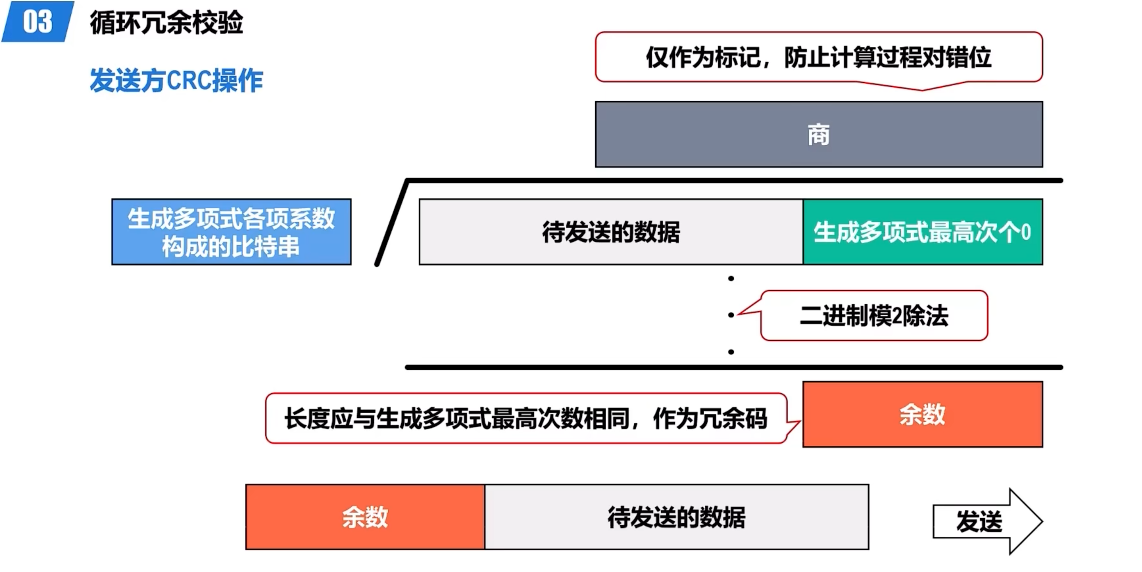 03
循环冗余校验
发送方CRC操作
仅作为标记，防止计算过程对错位
商
生成多项式各项系数
构成的比特串
待发送的数据
生成多项式最高次个0
二进制模2除法
长度应与生成多项式最高次数相同，作为冗余码
余数
余数
待发送的数据
发送